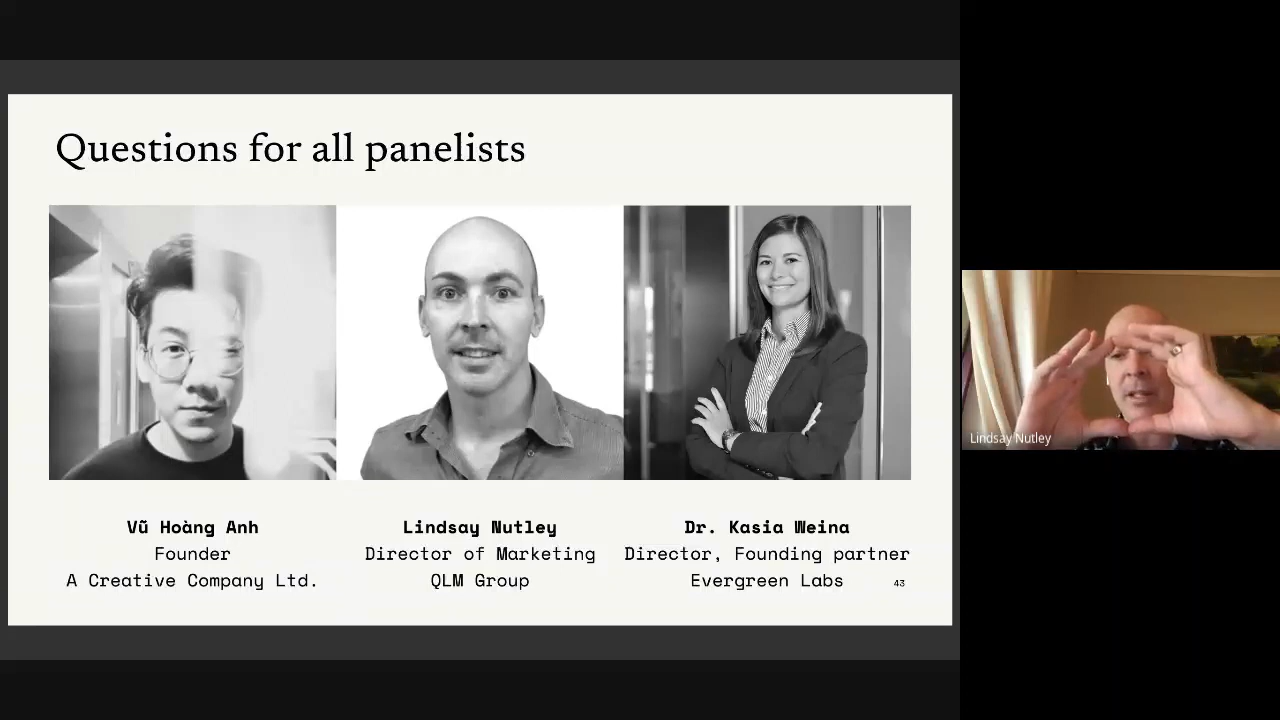 Questions for all panelists
Vũ Hoàng Anh
Founder
A Creative Company Ltd.
Lindsay Nutley
Director of Marketing
QLM Group
Dr. Kasia Weina
Director, Founding partner
Evergreen Labs
43
Lindsay Nutley